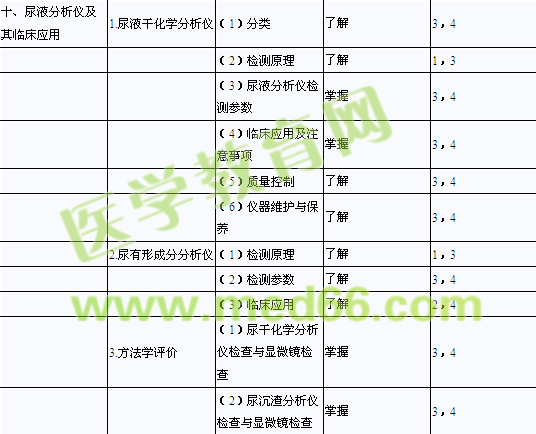 十、尿液分析仪及
其临床应用
1.尿液干化学分析仪
（1）分类
了解
3，4
（2）检测原理
了解
1，3
（3）尿液分析仪检
测参数
掌握
3，4
（4）临床应用及注
意事项
掌握
3，4
（5）质量控制
了解
3，4
（6）仪器维护与保
养
了解
3，4
2.尿有形成分分析仪
（1）检测原理
了解
1，3
（2）检测参数
了解
3，4
（3）临床应用
了解
2，4
3.方法学评价
（1）尿干化学分析
仪检查与显微镜检
查
掌握
3，4
（2）尿沉渣分析仪
检查与显微镜检查
掌握
3，4
医学教育网
www.med66.com